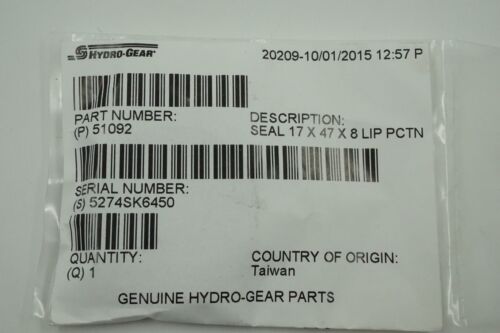 HYDRO-GEAR® 20209-10/01/2015 12:57 P
PART NUMBER: DESCRIPTION:
(P) 51092 SEAL 17 X 47 X 8 LIP PCTN
SERIAL NUMBER:
(S) 5274SK6450
QUANTITY: COUNTRY OF ORIGIN:
(Q) 1 Taiwan
GENUINE HYDRO-GEAR PARTS